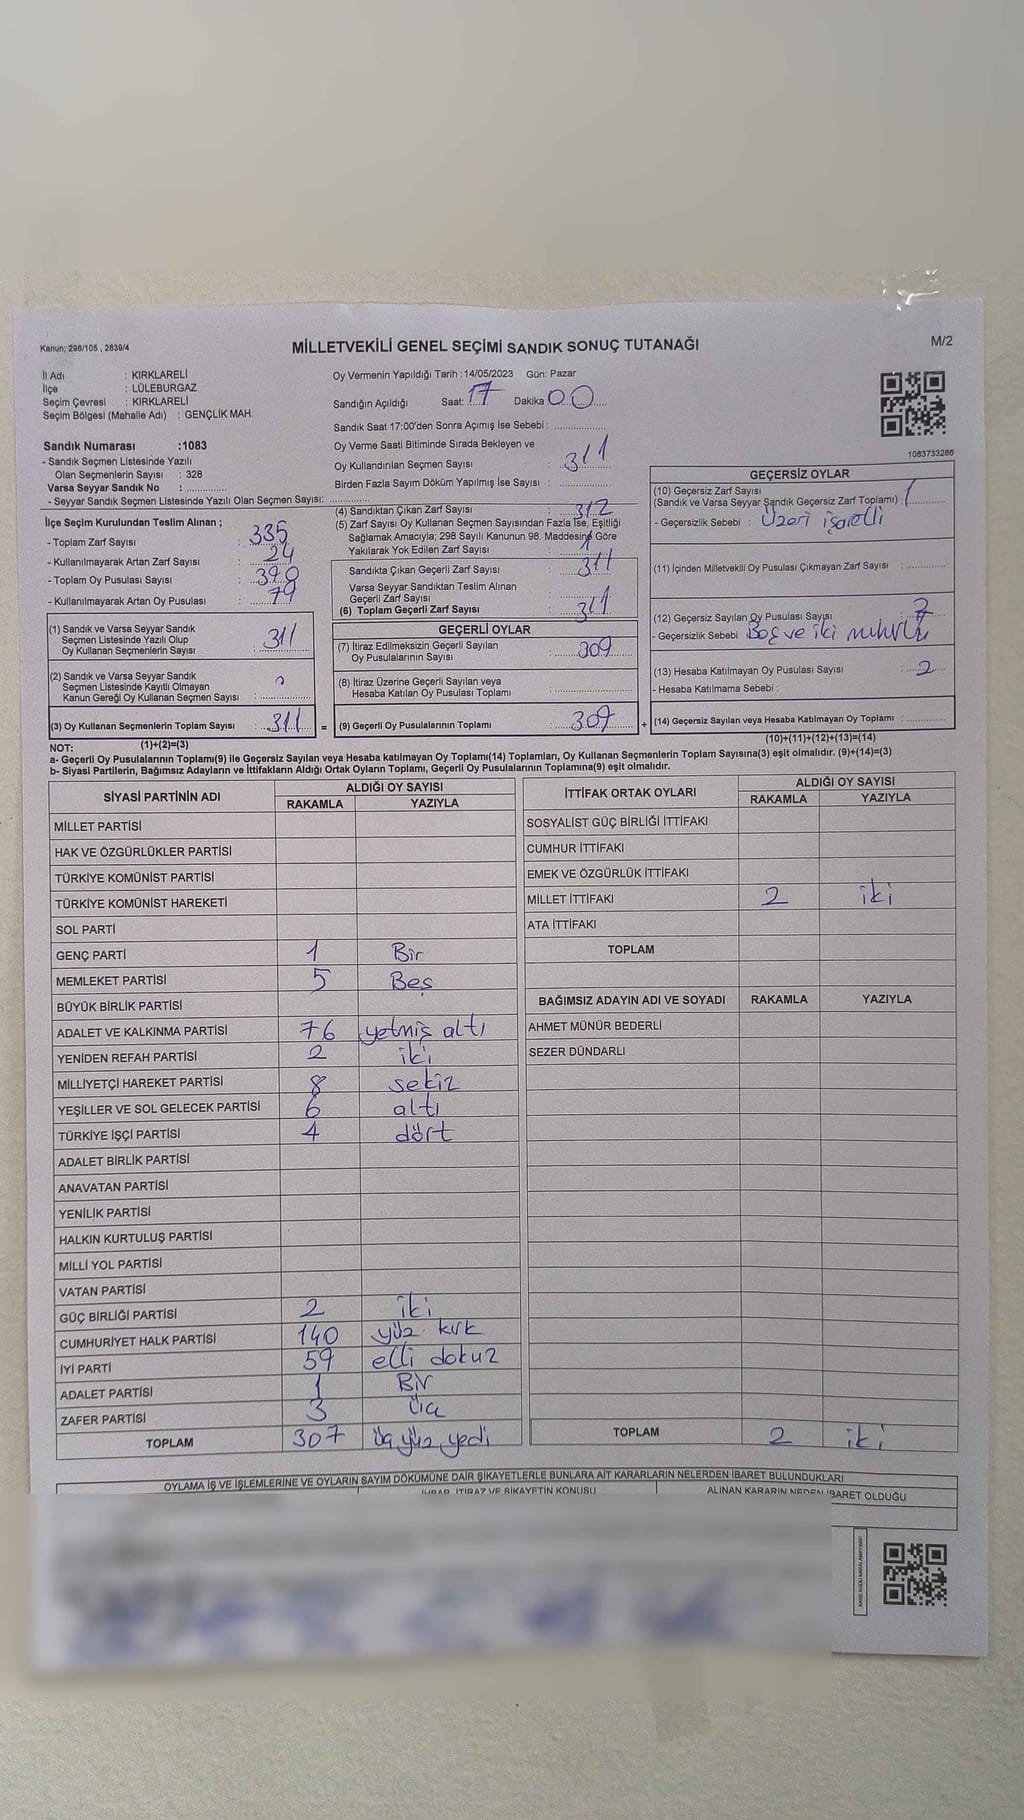 Kanun; 298/105 , 2839/4
MİLLETVEKİLİ GENEL SEÇİMİ SANDIK SONUÇ TUTANAĞI
M/2
İl Adı : KIRKLARELİ
İlçe : LÜLEBURGAZ
Seçim Çevresi : KIRKLARELİ
Seçim Bölgesi (Mahalle Adı) : GENÇLİK MAH.
Oy Vermenin Yapıldığı Tarih :14/05/2023 Gün: Pazar
Sandığın Açıldığı Saat: 17 Dakika 00
Sandık Saat 17:00'den Sonra Açımış İse Sebebi :
Sandık Numarası :1083
- Sandık Seçmen Listesinde Yazılı
Olan Seçmenlerin Sayısı : 328
Varsa Seyyar Sandık No :
- Seyyar Sandık Seçmen Listesinde Yazılı Olan Seçmen Sayısı:
Oy Verme Saati Bitiminde Sırada Bekleyen ve
Oy Kullandırılan Seçmen Sayısı : 311
Birden Fazla Sayım Döküm Yapılmış İse Sayısı :
1083733286
İlçe Seçim Kurulundan Teslim Alınan ;
- Toplam Zarf Sayısı : 335
- Kullanılmayarak Artan Zarf Sayısı : 24
- Toplam Oy Pusulası Sayısı :
- Kullanılmayarak Artan Oy Pusulası : 79
(4) Sandıktan Çıkan Zarf Sayısı : 312
(5) Zarf Sayısı Oy Kullanan Seçmen Sayısından Fazla İse, Eşitliği
Sağlamak Amacıyla; 298 Sayılı Kanunun 98. Maddesine Göre
Yakılarak Yok Edilen Zarf Sayısı : 1
Sandıkta Çıkan Geçerli Zarf Sayısı : 311
Varsa Seyyar Sandıktan Teslim Alınan
Geçerli Zarf Sayısı :
(6) Toplam Geçerli Zarf Sayısı : 311
GEÇERSİZ OYLAR
(10) Geçersiz Zarf Sayısı
(Sandık ve Varsa Seyyar Sandık Geçersiz Zarf Toplamı) : 1
- Geçersizlik Sebebi : Üzeri işaretli
(11) İçinden Milletvekili Oy Pusulası Çıkmayan Zarf Sayısı :
(12) Geçersiz Sayılan Oy Pusulası Sayısı : 2
- Geçersizlik Sebebi Boş ve iki mühürlü
(13) Hesaba Katılmayan Oy Pusulası Sayısı : 2
- Hesaba Katılmama Sebebi :
(14) Geçersiz Sayılan veya Hesaba Katılmayan Oy Toplamı :
(1) Sandık ve Varsa Seyyar Sandık
Seçmen Listesinde Yazılı Olup
Oy Kullanan Seçmenlerin Sayısı : 311
(2) Sandık ve Varsa Seyyar Sandık
Seçmen Listesinde Kayıtlı Olmayan
Kanun Gereği Oy Kullanan Seçmen Sayısı :
(3) Oy Kullanan Seçmenlerin Toplam Sayısı : 311 =
GEÇERLİ OYLAR
(7) İtiraz Edilmeksizin Geçerli Sayılan
Oy Pusulalarının Sayısı : 309
(8) İtiraz Üzerine Geçerli Sayılan veya
Hesaba Katılan Oy Pusulası Toplamı :
(9) Geçerli Oy Pusulalarının Toplamı : 309 +
NOT: (1)+(2)=(3)
(10)+(11)+(12)+(13)=(14)
a- Geçerli Oy Pusulalarının Toplamı(9) ile Geçersiz Sayılan veya Hesaba katılmayan Oy Toplamı(14) Toplamları, Oy Kullanan Seçmenlerin Toplam Sayısına(3) eşit olmalıdır. (9)+(14)=(3)
b- Siyasi Partilerin, Bağımsız Adayların ve İttifakların Aldığı Ortak Oyların Toplamı, Geçerli Oy Pusulalarının Toplamına(9) eşit olmalıdır.
SİYASİ PARTİNİN ADI ALDIĞI OY SAYISI
RAKAMLA YAZIYLA
MİLLET PARTİSİ
HAK VE ÖZGÜRLÜKLER PARTİSİ
TÜRKİYE KOMÜNİST PARTİSİ
TÜRKİYE KOMÜNİST HAREKETİ
SOL PARTİ
GENÇ PARTİ 1 Bir
MEMLEKET PARTİSİ 5 Beş
BÜYÜK BİRLİK PARTİSİ
ADALET VE KALKINMA PARTİSİ 76 yetmiş altı
YENİDEN REFAH PARTİSİ 2 iki
MİLLİYETÇİ HAREKET PARTİSİ 8 sekiz
YEŞİLLER VE SOL GELECEK PARTİSİ 6 altı
TÜRKİYE İŞÇİ PARTİSİ 4 dört
ADALET BİRLİK PARTİSİ
ANAVATAN PARTİSİ
YENİLİK PARTİSİ
HALKIN KURTULUŞ PARTİSİ
MİLLİ YOL PARTİSİ
VATAN PARTİSİ
GÜÇ BİRLİĞİ PARTİSİ 2 iki
CUMHURİYET HALK PARTİSİ 140 yüz kırk
İYİ PARTİ 59 elli dokuz
ADALET PARTİSİ 1 Bir
ZAFER PARTİSİ 3 Üç
TOPLAM 307 üç yüz yedi
İTTİFAK ORTAK OYLARI ALDIĞI OY SAYISI
RAKAMLA YAZIYLA
SOSYALİST GÜÇ BİRLİĞİ İTTİFAKI
CUMHUR İTTİFAKI
EMEK VE ÖZGÜRLÜK İTTİFAKI
MİLLET İTTİFAKI 2 iki
ATA İTTİFAKI
TOPLAM
BAĞIMSIZ ADAYIN ADI VE SOYADI RAKAMLA YAZIYLA
AHMET MÜNÜR BEDERLİ
SEZER DÜNDARLI
TOPLAM 2 iki
OYLAMA İŞ VE İŞLEMLERİNE VE OYLARIN SAYIM DÖKÜMÜNE DAİR ŞİKAYETLERLE BUNLARA AİT KARARLARIN NELERDEN İBARET BULUNDUKLARI
İHBAR, İTİRAZ VE ŞİKAYETİN KONUSU ALINAN KARARIN NEDEN İBARET OLDUĞU